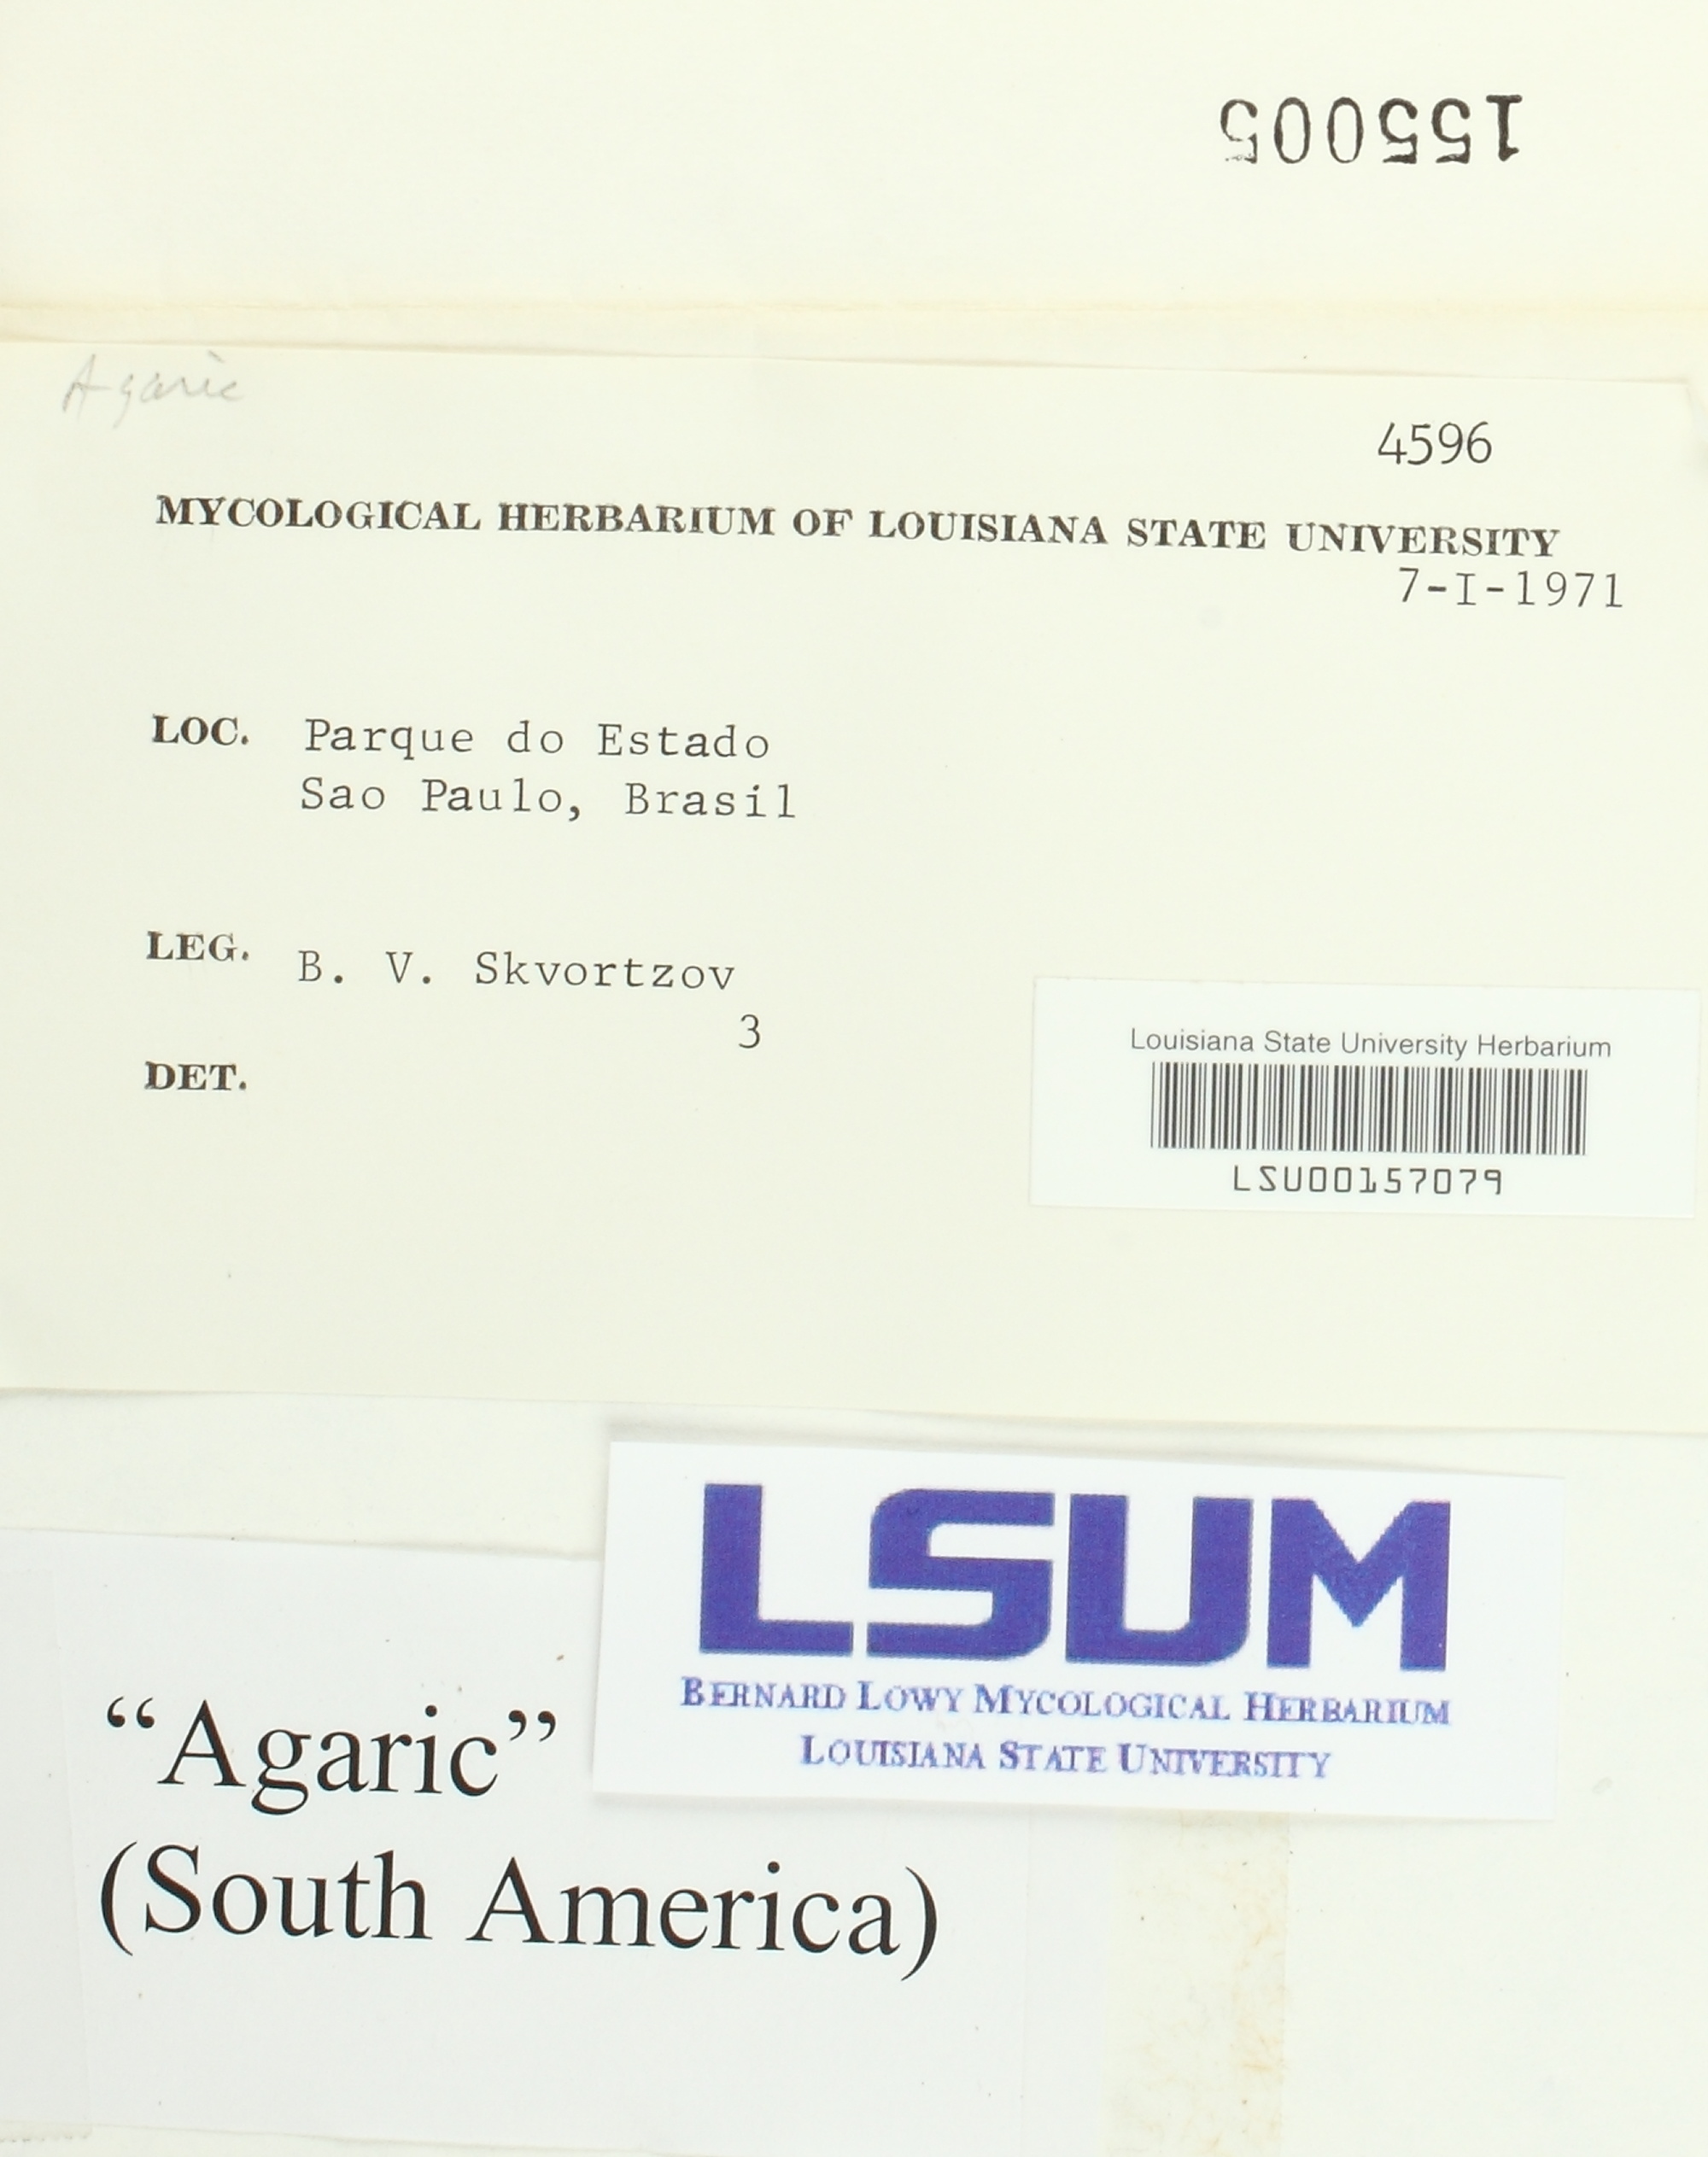 155005
Agaric
4596
MYCOLOGICAL HERBARIUM OF LOUISIANA STATE UNIVERSITY
7-I-1971
LOC. Parque do Estado
Sao Paulo, Brasil
LEG. B. V. Skvortzov
3
DET.
Louisiana State University Herbarium
LSU00157079
LSUM
BERNARD LOWY MYCOLOGICAL HERBARIUM
LOUISIANA STATE UNIVERSITY
“Agaric”
(South America)